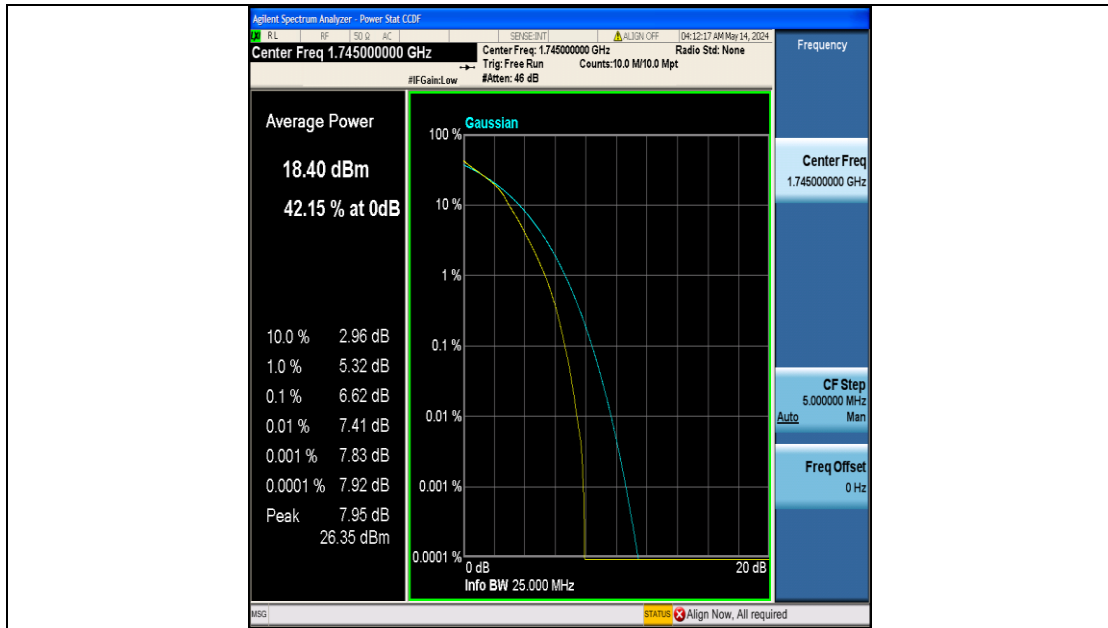 Agilent Spectrum Analyzer - Power Stat CCDF
RL RF 50 Ω AC SENSE:INT ALIGN OFF 04:12:17 AM May 14, 2024
Center Freq 1.745000000 GHz
Center Freq: 1.745000000 GHz Radio Std: None
Trig: Free Run Counts:10.0 M/10.0 Mpt
#IFGain:Low #Atten: 46 dB
Frequency
Average Power
18.40 dBm
42.15 % at 0dB
10.0 % 2.96 dB
1.0 % 5.32 dB
0.1 % 6.62 dB
0.01 % 7.41 dB
0.001 % 7.83 dB
0.0001 % 7.92 dB
Peak 7.95 dB
26.35 dBm
Gaussian
100 %
10 %
1 %
0.1 %
0.01 %
0.001 %
0.0001 %
0 dB 20 dB
Info BW 25.000 MHz
Center Freq
1.745000000 GHz
CF Step
5.000000 MHz
Auto Man
Freq Offset
0 Hz
MSG STATUS Align Now, All required